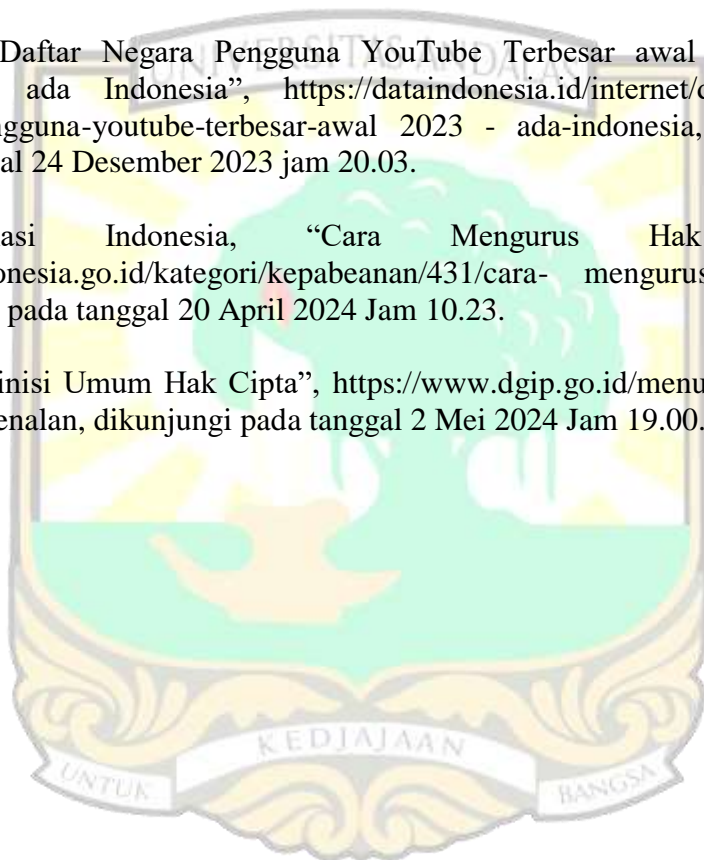 Daftar Negara Pengguna YouTube Terbesar awal
UNIVERSITAS ANDALAS
ada Indonesia”, https://dataindonesia.id/internet/d
ngguna-youtube-terbesar-awal 2023 - ada-indonesia,
al 24 Desember 2023 jam 20.03.
asi Indonesia, “Cara Mengurus Hak
onesia.go.id/kategori/kepabeanan/431/cara- mengurus
pada tanggal 20 April 2024 Jam 10.23.
inisi Umum Hak Cipta”, https://www.dgip.go.id/menu
enalan, dikunjungi pada tanggal 2 Mei 2024 Jam 19.00.
KEDJAJAAN
UNTUK BANGSA